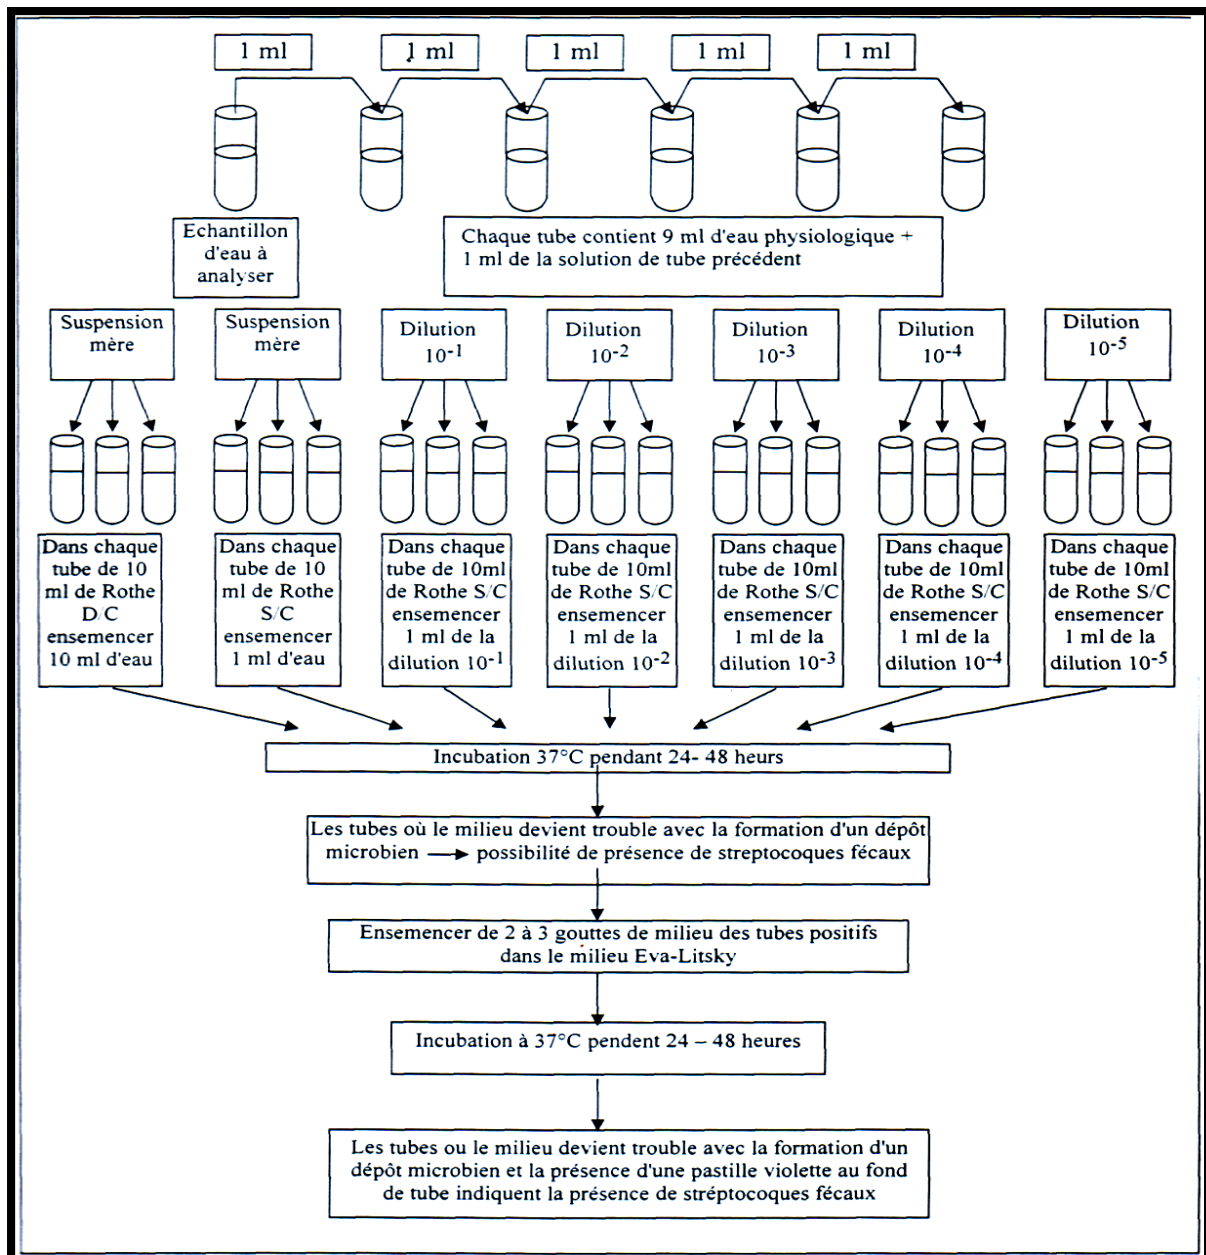 1 ml
1 ml
1 ml
1 ml
1 ml
Echantillon
d'eau à
analyser
Chaque tube contient 9 ml d'eau physiologique +
1 ml de la solution de tube précédent
Suspension
mère
Suspension
mère
Dilution
10-1
Dilution
10-2
Dilution
10-3
Dilution
10-4
Dilution
10-5
Dans chaque
tube de 10
ml de Rothe
D/C
ensemencer
10 ml d'eau
Dans chaque
tube de 10
ml de Rothe
S/C
ensemencer
1 ml d'eau
Dans chaque
tube de 10ml
de Rothe S/C
ensemencer
1 ml de la
dilution 10-1
Dans chaque
tube de 10ml
de Rothe S/C
ensemencer
1 ml de la
dilution 10-2
Dans chaque
tube de 10ml
de Rothe S/C
ensemencer
1 ml de la
dilution 10-3
Dans chaque
tube de 10ml
de Rothe S/C
ensemencer
1 ml de la
dilution 10-4
Dans chaque
tube de 10ml
de Rothe S/C
ensemencer
1 ml de la
dilution 10-5
Incubation 37°C pendant 24- 48 heurs
Les tubes où le milieu devient trouble avec la formation d'un dépôt
microbien → possibilité de présence de streptocoques fécaux
Ensemencer de 2 à 3 gouttes de milieu des tubes positifs
dans le milieu Eva-Litsky
Incubation à 37°C pendent 24 – 48 heures
Les tubes ou le milieu devient trouble avec la formation d'un
dépôt microbien et la présence d'une pastille violette au fond
de tube indiquent la présence de stréptocoques fécaux